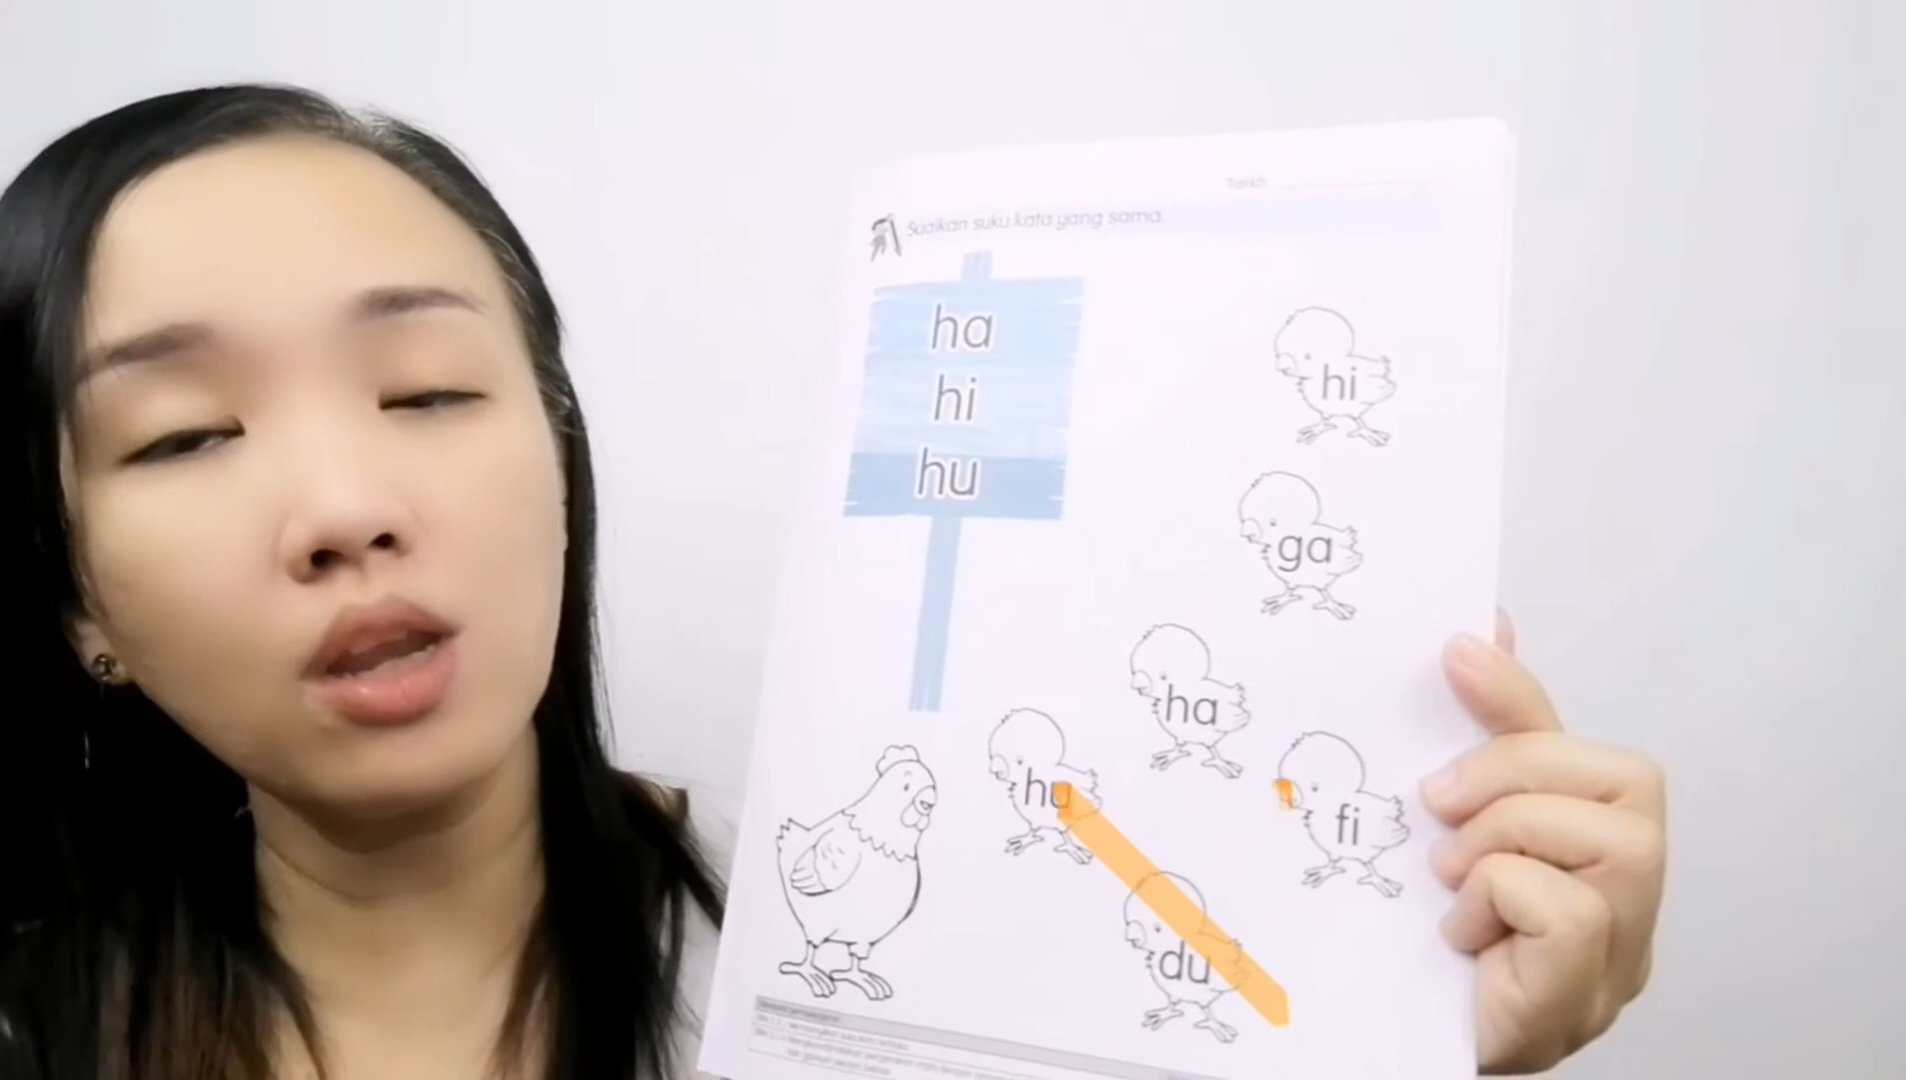 Tarikh
Suaikan suku kata yang sama.
ha
hi
hu
hi
ga
ha
hu
fi
du